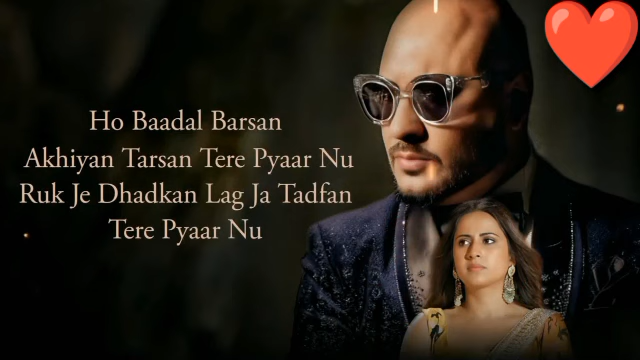 Ho Baadal Barsan
Akhiyan Tarsan Tere Pyaar Nu
Ruk Je Dhadkan Lag Ja Tadfan
Tere Pyaar Nu